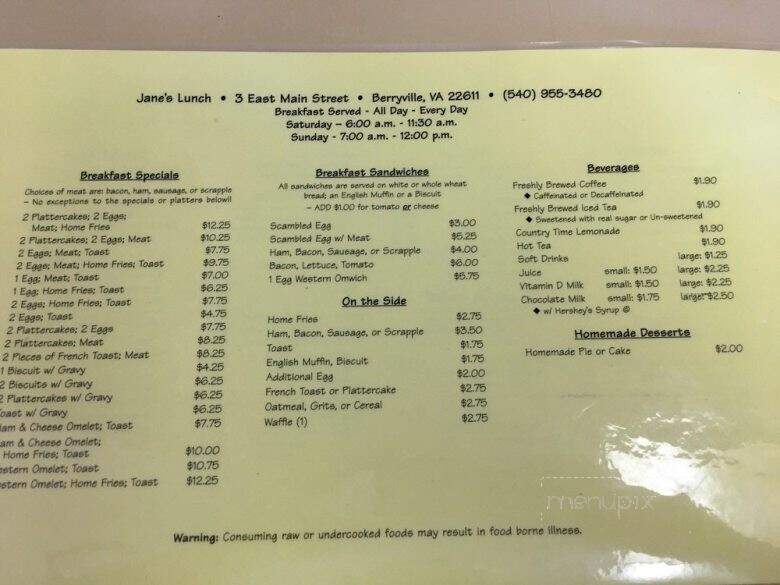 Jane's Lunch • 3 East Main Street • Berryville, VA 22611 • (540) 955-3480
Breakfast Served - All Day - Every Day
Saturday – 6:00 a.m. - 11:30 a.m.
Sunday - 7:00 a.m. - 12:00 p.m.
Breakfast Specials
Choices of meat are: bacon, ham, sausage, or scrapple
– No exceptions to the specials or platters below!!
2 Plattercakes; 2 Eggs;
Meat; Home Fries $12.25
2 Plattercakes; 2 Eggs; Meat $10.25
2 Eggs; Meat; Toast $7.75
2 Eggs; Meat; Home Fries; Toast $9.75
1 Egg; Meat; Toast $7.00
1 Egg; Home Fries; Toast $6.25
2 Eggs; Home Fries; Toast $7.75
2 Eggs; Toast $4.75
2 Plattercakes; 2 Eggs $7.75
2 Plattercakes; Meat $8.25
2 Pieces of French Toast; Meat $8.25
1 Biscuit w/ Gravy $4.25
2 Biscuits w/ Gravy $6.25
2 Plattercakes w/ Gravy $6.25
oast w/ Gravy $6.25
am & Cheese Omelet; Toast $7.75
am & Cheese Omelet;
Home Fries; Toast $10.00
estern Omelet; Toast $10.75
estern Omelet; Home Fries; Toast $12.25
Breakfast Sandwiches
All sandwiches are served on white or whole wheat
bread; an English Muffin or a Biscuit
– ADD $1.00 for tomato or cheese
Scambled Egg $3.00
Scambled Egg w/ Meat $5.25
Ham, Bacon, Sausage, or Scrapple $4.00
Bacon, Lettuce, Tomato $6.00
1 Egg Western Omwich $5.75
On the Side
Home Fries $2.75
Ham, Bacon, Sausage, or Scrapple $3.50
Toast $1.75
English Muffin, Biscuit $1.75
Additional Egg $2.00
French Toast or Plattercake $2.75
Oatmeal, Grits, or Cereal $2.75
Waffle (1) $2.75
Beverages
Freshly Brewed Coffee $1.90
◆ Caffeinated or Decaffeinated
Freshly Brewed Iced Tea $1.90
◆ Sweetened with real sugar or Un-sweetened
Country Time Lemonade $1.90
Hot Tea $1.90
Soft Drinks large: $1.25
Juice small: $1.50 large: $2.25
Vitamin D Milk small: $1.50 large: $2.25
Chocolate Milk small: $1.75 large: $2.50
◆ w/ Hershey's Syrup ©
Homemade Desserts
Homemade Pie or Cake $2.00
menupix
Warning: Consuming raw or undercooked foods may result in food borne illness.